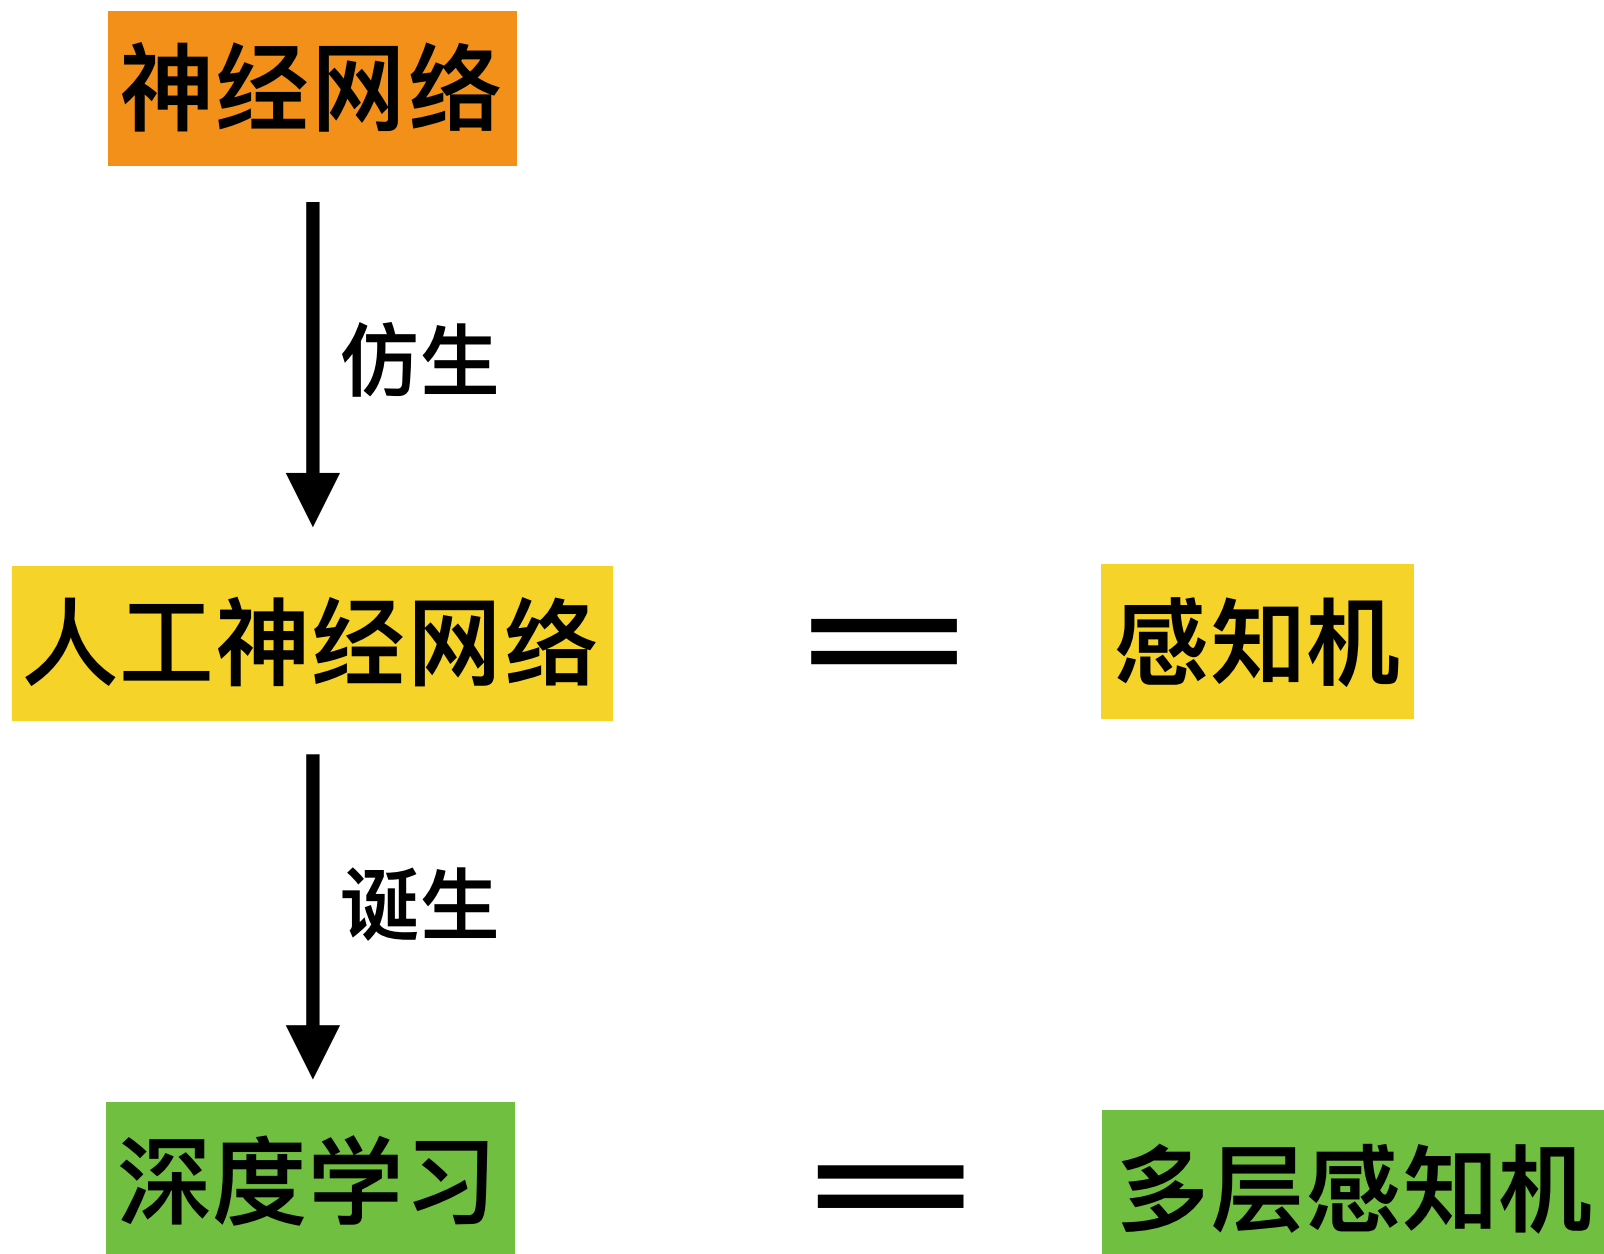 神经网络
仿生
人工神经网络 = 感知机
诞生
深度学习 = 多层感知机